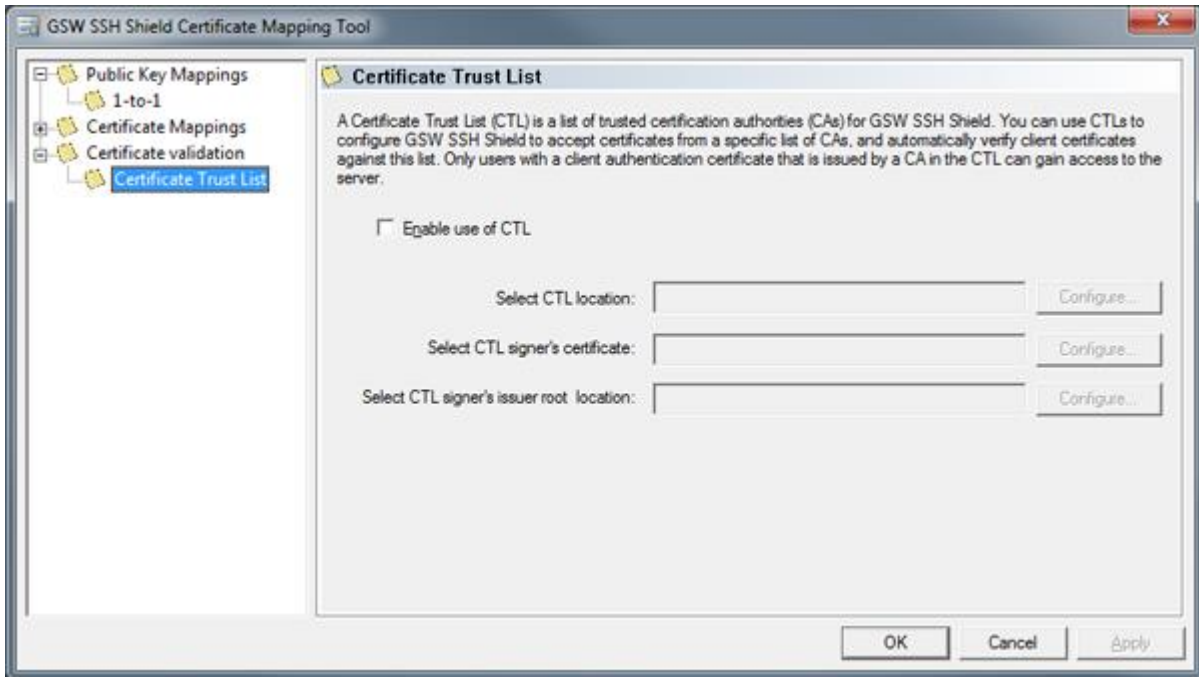 GSW SSH Shield Certificate Mapping Tool
Public Key Mappings
1-to-1
Certificate Mappings
Certificate validation
Certificate Trust List
Certificate Trust List
A Certificate Trust List (CTL) is a list of trusted certification authorities (CAs) for GSW SSH Shield. You can use CTLs to
configure GSW SSH Shield to accept certificates from a specific list of CAs, and automatically verify client certificates
against this list. Only users with a client authentication certificate that is issued by a CA in the CTL can gain access to the
server.
Enable use of CTL
Select CTL location:
Configure...
Select CTL signer's certificate:
Configure...
Select CTL signer's issuer root location:
Configure...
OK
Cancel
Apply